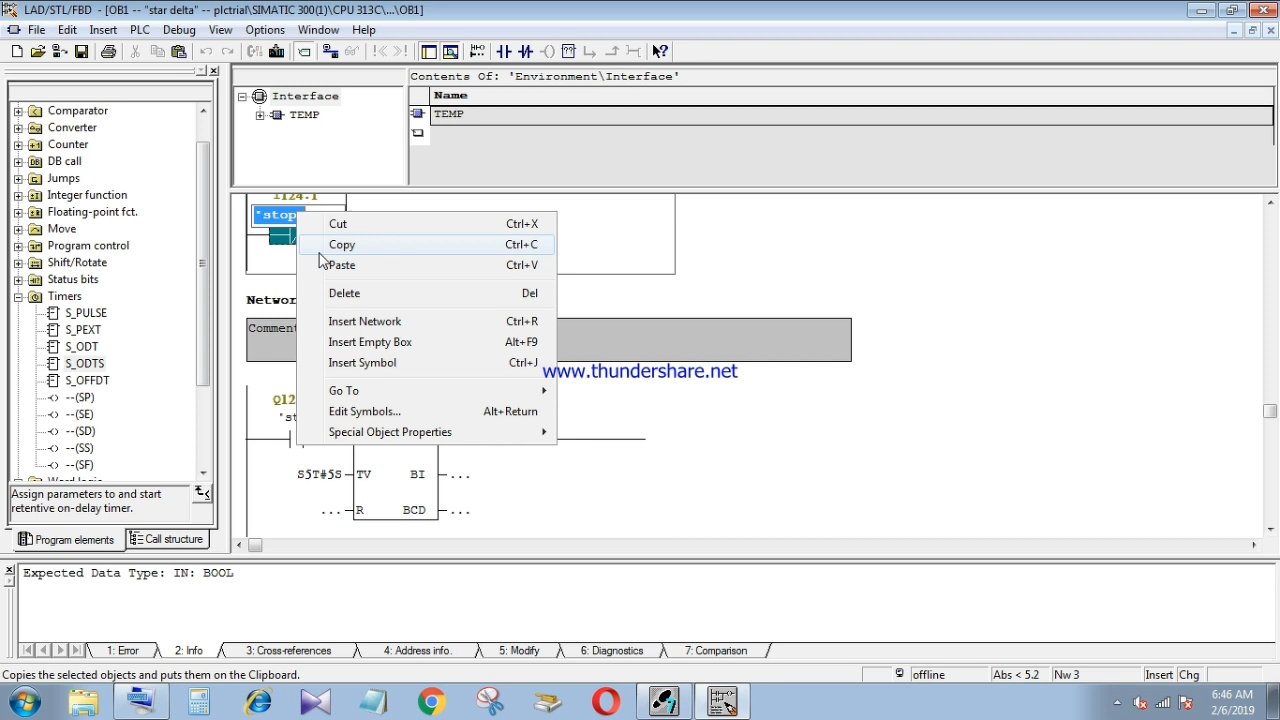 LAD/STL/FBD - [OB1 -- "star delta" -- plctrial\SIMATIC 300(1)\CPU 313C\...\OB1]
File Edit Insert PLC Debug View Options Window Help
Contents Of: 'Environment\Interface'
Interface
TEMP
Name
TEMP
Comparator
Converter
Counter
DB call
Jumps
Integer function
Floating-point fct.
Move
Program control
Shift/Rotate
Status bits
Timers
S_PULSE
S_PEXT
S_ODT
S_ODTS
S_OFFDT
--(SP)
--(SE)
--(SD)
--(SS)
--(SF)
Word logic
Assign parameters to and start
retentive on-delay timer.
Program elements Call structure
I124.1
"stop
Cut Ctrl+X
Copy Ctrl+C
Paste Ctrl+V
Delete Del
Insert Network Ctrl+R
Insert Empty Box Alt+F9
Insert Symbol Ctrl+J
Go To
Edit Symbols... Alt+Return
Special Object Properties
Networ
Comment
www.thundershare.net
Q12
"st
S5T#5S TV BI ...
... R BCD ...
Expected Data Type: IN: BOOL
1: Error 2: Info 3: Cross-references 4: Address info. 5: Modify 6: Diagnostics 7: Comparison
Copies the selected objects and puts them on the Clipboard.
offline Abs < 5.2 Nw 3 Insert Chg
6:46 AM
2/6/2019